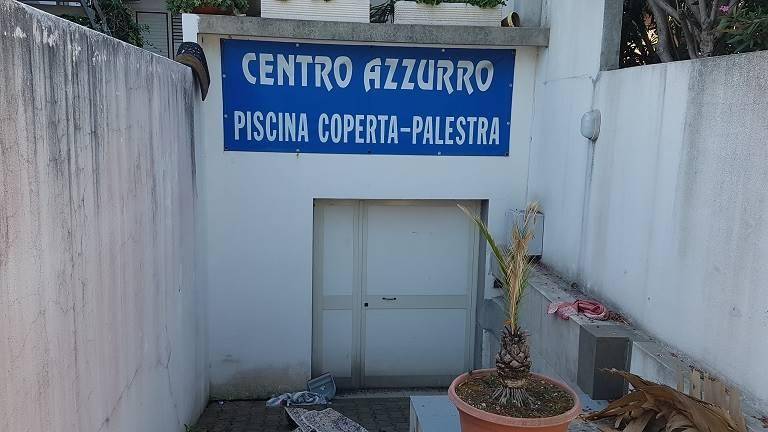 CENTRO AZZURRO
PISCINA COPERTA-PALESTRA